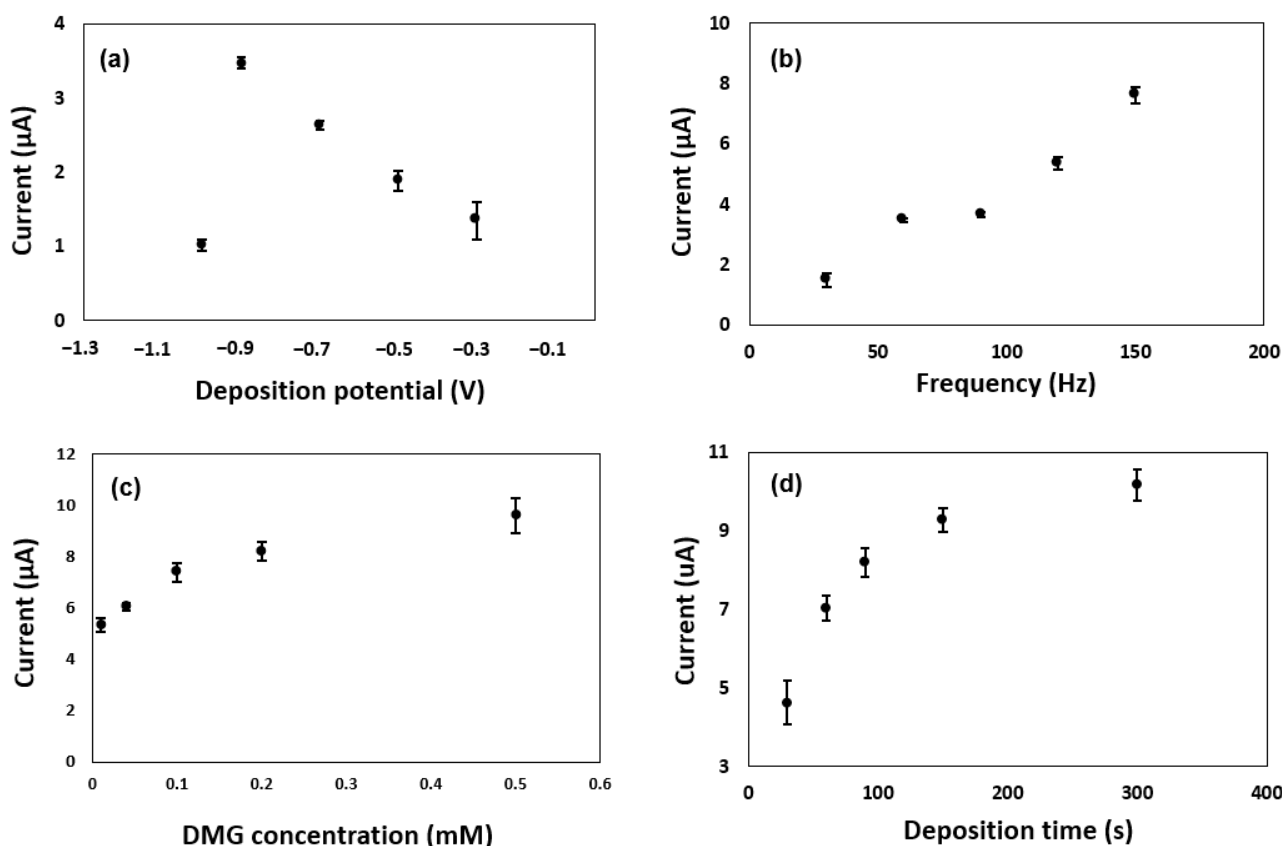 (a)
Current (µA)
4
3
2
1
0
−1.3 −1.1 −0.9 −0.7 −0.5 −0.3 −0.1
Deposition potential (V)
(b)
Current (µA)
10
8
6
4
2
0
0 50 100 150 200
Frequency (Hz)
(c)
Current (µA)
12
10
8
6
4
2
0
0 0.1 0.2 0.3 0.4 0.5 0.6
DMG concentration (mM)
(d)
Current (uA)
11
9
7
5
3
0 100 200 300 400
Deposition time (s)